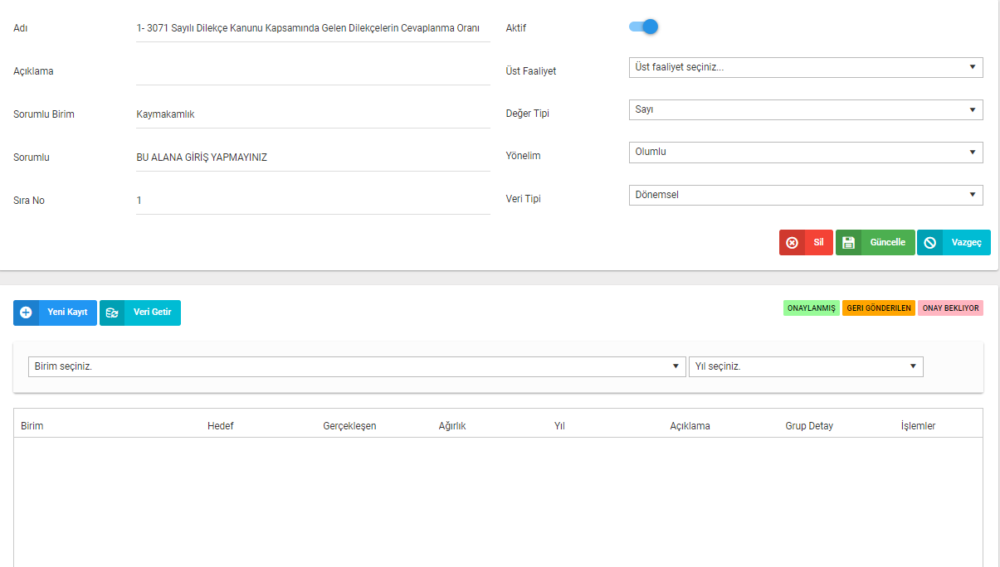 Adı
1- 3071 Sayılı Dilekçe Kanunu Kapsamında Gelen Dilekçelerin Cevaplanma Oranı
Aktif
Açıklama
Üst Faaliyet
Üst faaliyet seçiniz...
Sorumlu Birim
Kaymakamlık
Değer Tipi
Sayı
Sorumlu
BU ALANA GİRİŞ YAPMAYINIZ
Yönelim
Olumlu
Sıra No
1
Veri Tipi
Dönemsel
Sil
Güncelle
Vazgeç
Yeni Kayıt
Veri Getir
ONAYLANMIŞ
GERİ GÖNDERİLEN
ONAY BEKLIYOR
Birim seçiniz.
Yıl seçiniz.
Birim
Hedef
Gerçekleşen
Ağırlık
Yıl
Açıklama
Grup Detay
İşlemler